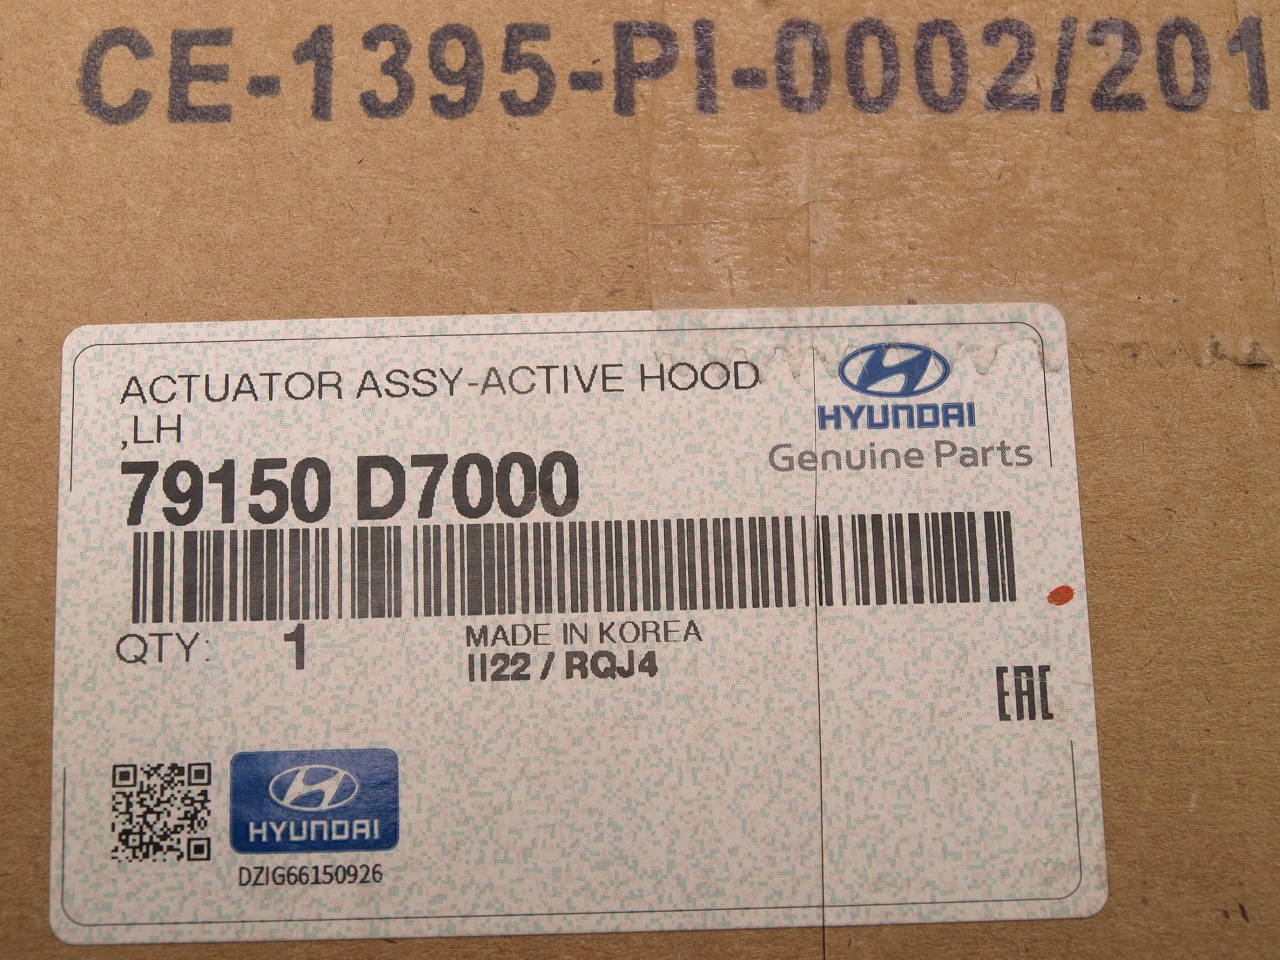 CE-1395-PI-0002/201
ACTUATOR ASSY-ACTIVE HOOD
,LH
79150 D7000
HYUNDAI
Genuine Parts
QTY: 1
MADE IN KOREA
II22 / RQJ4
EAC
HYUNDAI
DZIG66150926